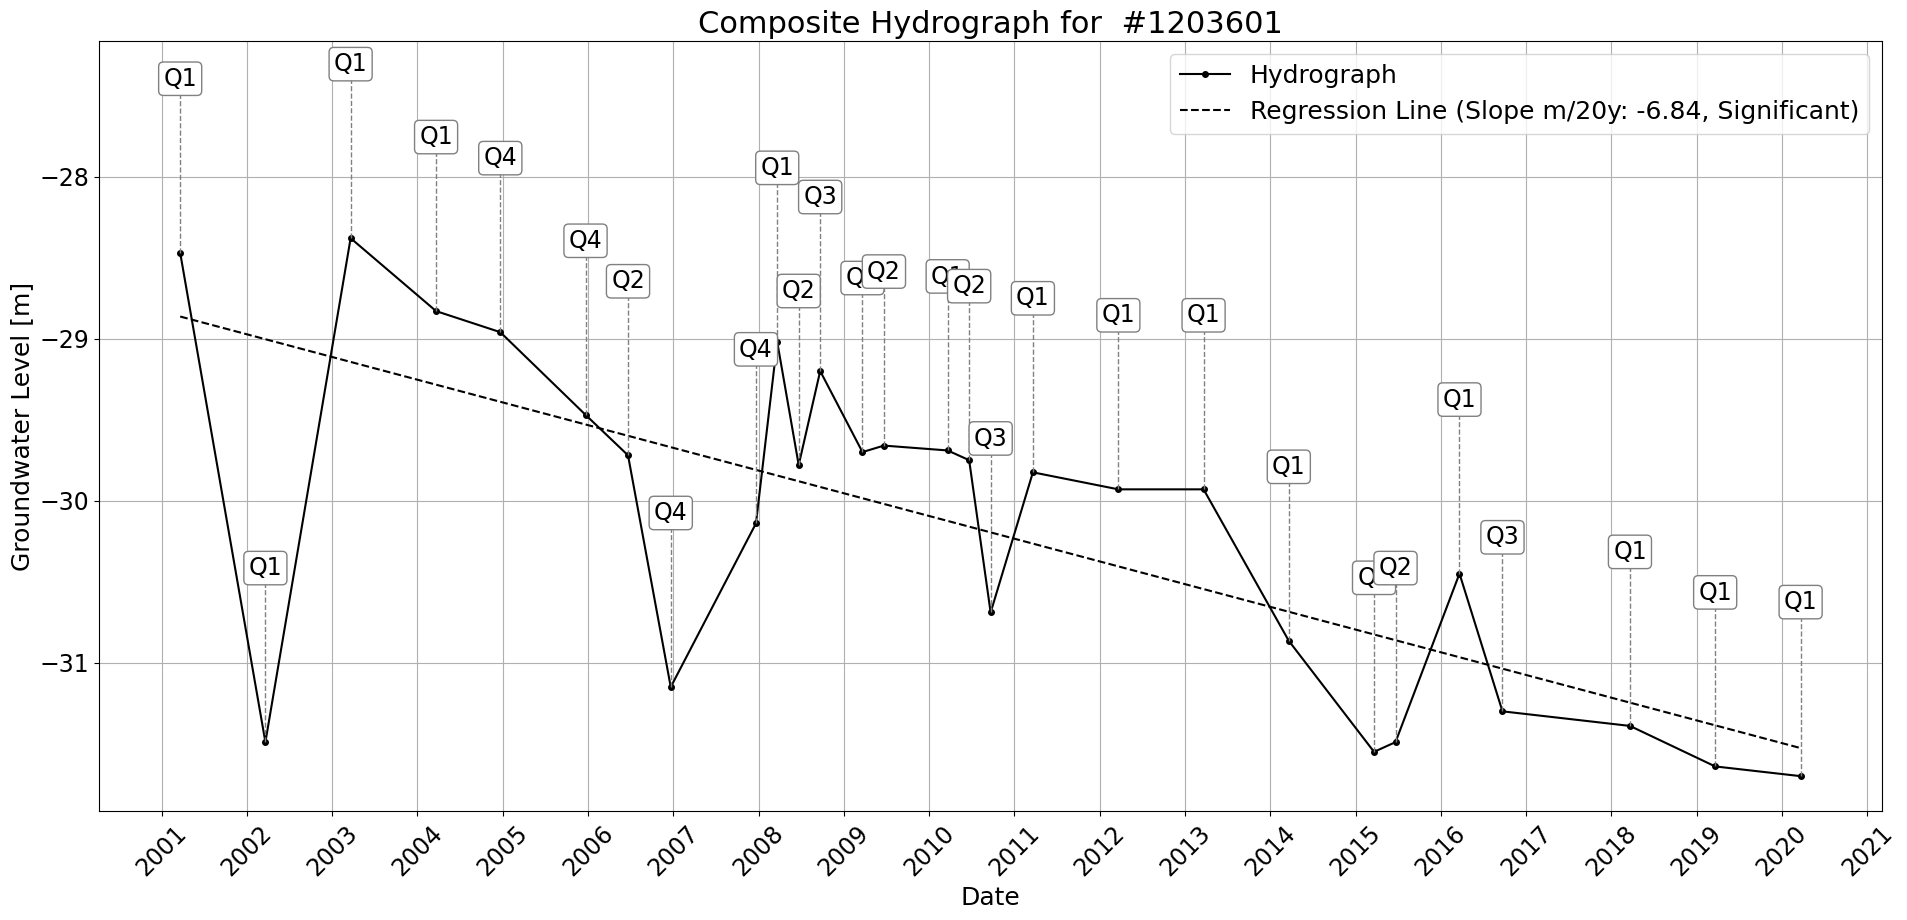 Composite Hydrograph for  #1203601
Hydrograph
Regression Line (Slope m/20y: -6.84, Significant)
Q1
Q1
Q1
Q1
Q4
Q4
Q2
Q4
Q4
Q1
Q2
Q3
Q
Q2
Q1
Q2
Q3
Q1
Q1
Q1
Q1
Q
Q2
Q1
Q3
Q1
Q1
Q1
Groundwater Level [m]
−28
−29
−30
−31
2001
2002
2003
2004
2005
2006
2007
2008
2009
2010
2011
2012
2013
2014
2015
2016
2017
2018
2019
2020
2021
Date